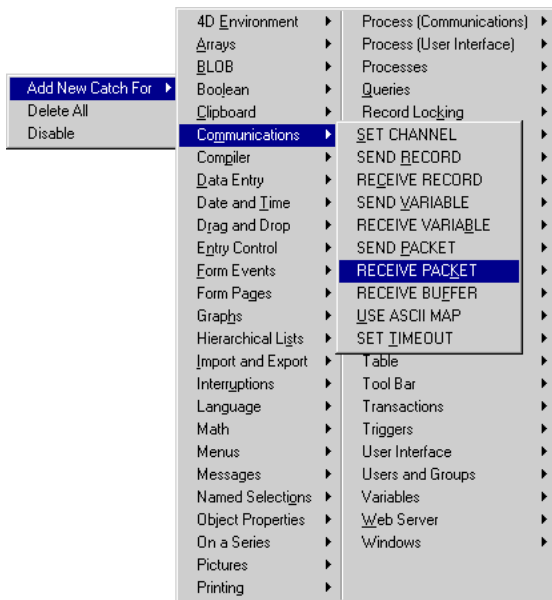 Add New Catch For
Delete All
Disable
4D Environment
Arrays
BLOB
Boolean
Clipboard
Communications
Compiler
Data Entry
Date and Time
Drag and Drop
Entry Control
Form Events
Form Pages
Graphs
Hierarchical Lists
Import and Export
Interruptions
Language
Math
Menus
Messages
Named Selections
Object Properties
On a Series
Pictures
Printing
Process (Communications)
Process (User Interface)
Processes
Queries
Record Locking
SET CHANNEL
SEND RECORD
RECEIVE RECORD
SEND VARIABLE
RECEIVE VARIABLE
SEND PACKET
RECEIVE PACKET
RECEIVE BUFFER
USE ASCII MAP
SET TIMEOUT
Table
Tool Bar
Transactions
Triggers
User Interface
Users and Groups
Variables
Web Server
Windows